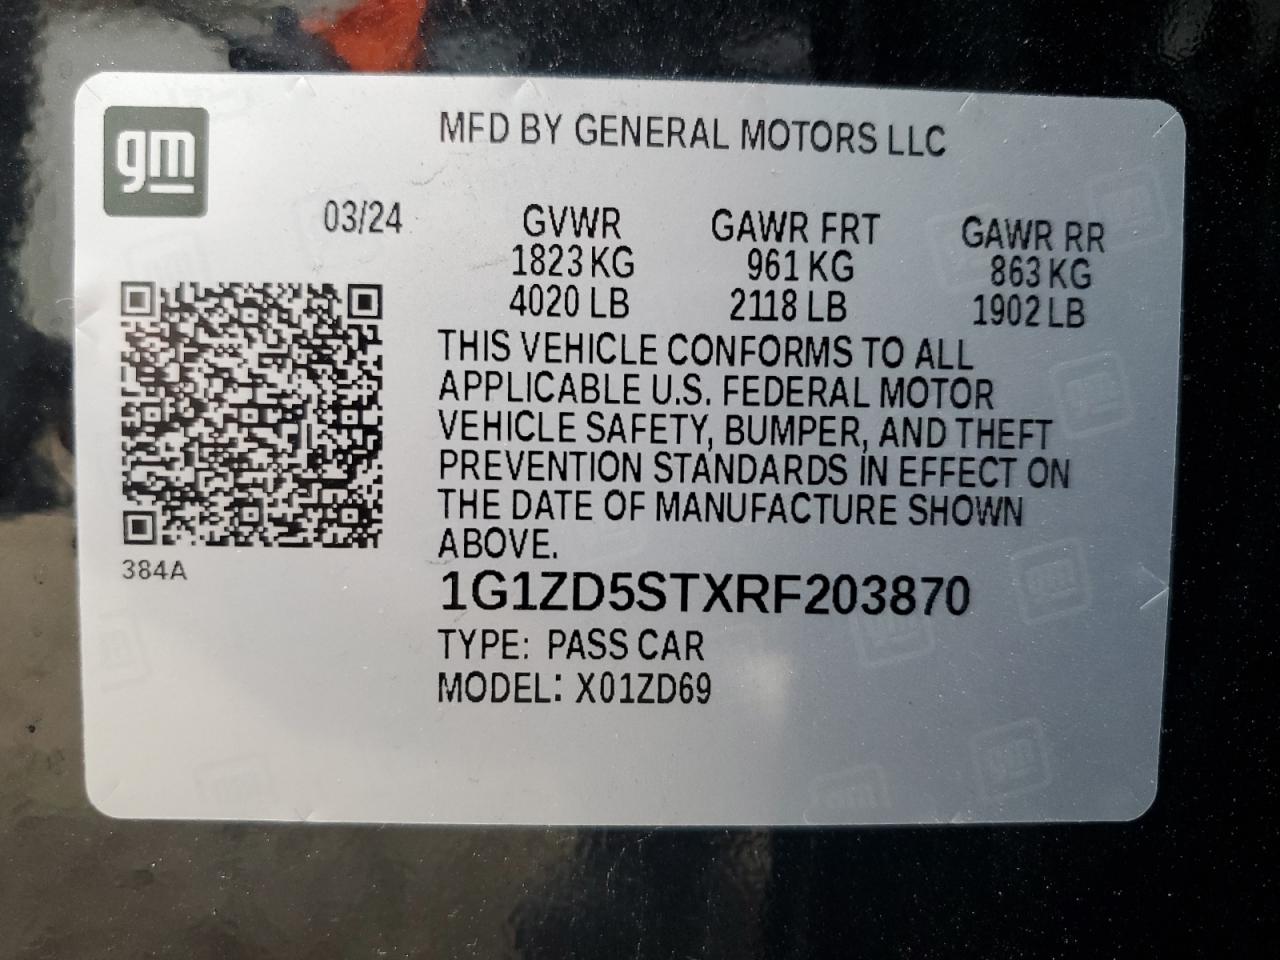 gm
MFD BY GENERAL MOTORS LLC
03/24
GVWR GAWR FRT GAWR RR
1823 KG 961 KG 863 KG
4020 LB 2118 LB 1902 LB
THIS VEHICLE CONFORMS TO ALL
APPLICABLE U.S. FEDERAL MOTOR
VEHICLE SAFETY, BUMPER, AND THEFT
PREVENTION STANDARDS IN EFFECT ON
THE DATE OF MANUFACTURE SHOWN
ABOVE.
384A
1G1ZD5STXRF203870
TYPE: PASS CAR
MODEL: X01ZD69